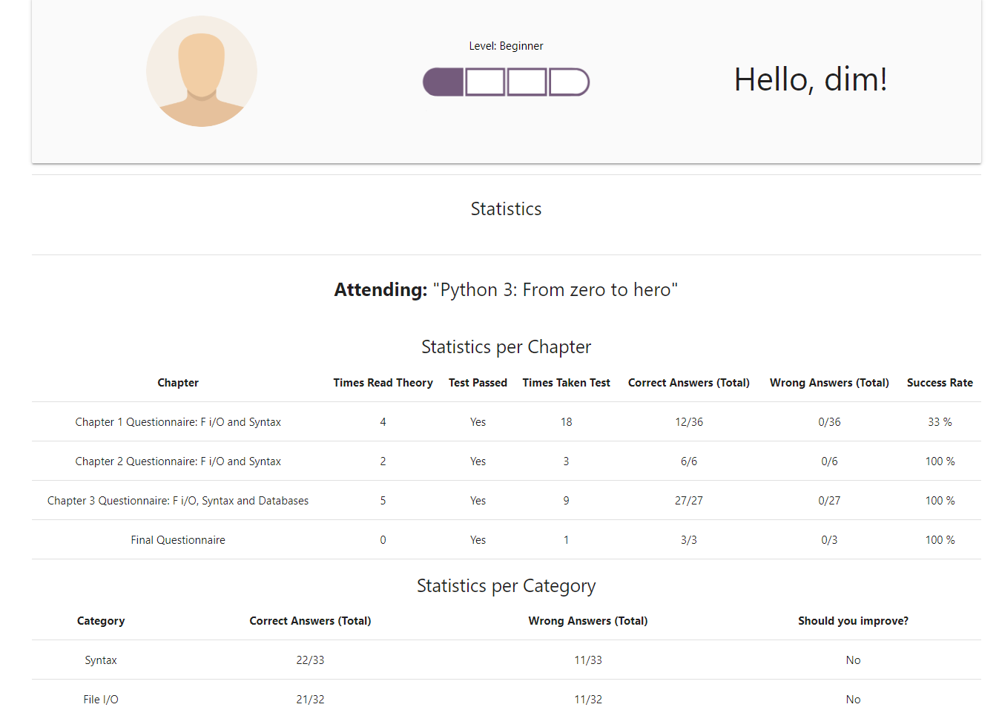 Level: Beginner
Hello, dim!
Statistics
Attending: "Python 3: From zero to hero"
Statistics per Chapter
Chapter Times Read Theory Test Passed Times Taken Test Correct Answers (Total) Wrong Answers (Total) Success Rate
Chapter 1 Questionnaire: F i/O and Syntax 4 Yes 18 12/36 0/36 33 %
Chapter 2 Questionnaire: F i/O and Syntax 2 Yes 3 6/6 0/6 100 %
Chapter 3 Questionnaire: F i/O, Syntax and Databases 5 Yes 9 27/27 0/27 100 %
Final Questionnaire 0 Yes 1 3/3 0/3 100 %
Statistics per Category
Category Correct Answers (Total) Wrong Answers (Total) Should you improve?
Syntax 22/33 11/33 No
File I/O 21/32 11/32 No